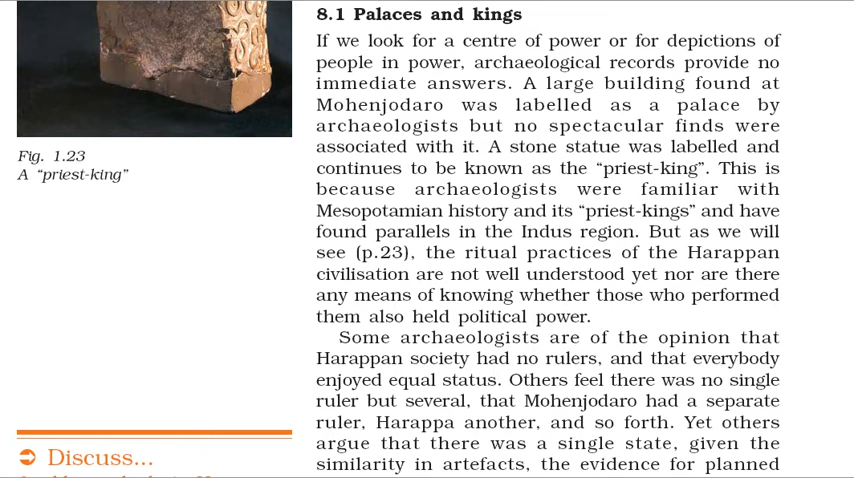 Fig. 1.23
A “priest-king”
Discuss...
8.1 Palaces and kings
If we look for a centre of power or for depictions of
people in power, archaeological records provide no
immediate answers. A large building found at
Mohenjodaro was labelled as a palace by
archaeologists but no spectacular finds were
associated with it. A stone statue was labelled and
continues to be known as the “priest-king”. This is
because archaeologists were familiar with
Mesopotamian history and its “priest-kings” and have
found parallels in the Indus region. But as we will
see (p.23), the ritual practices of the Harappan
civilisation are not well understood yet nor are there
any means of knowing whether those who performed
them also held political power.
Some archaeologists are of the opinion that
Harappan society had no rulers, and that everybody
enjoyed equal status. Others feel there was no single
ruler but several, that Mohenjodaro had a separate
ruler, Harappa another, and so forth. Yet others
argue that there was a single state, given the
similarity in artefacts, the evidence for planned